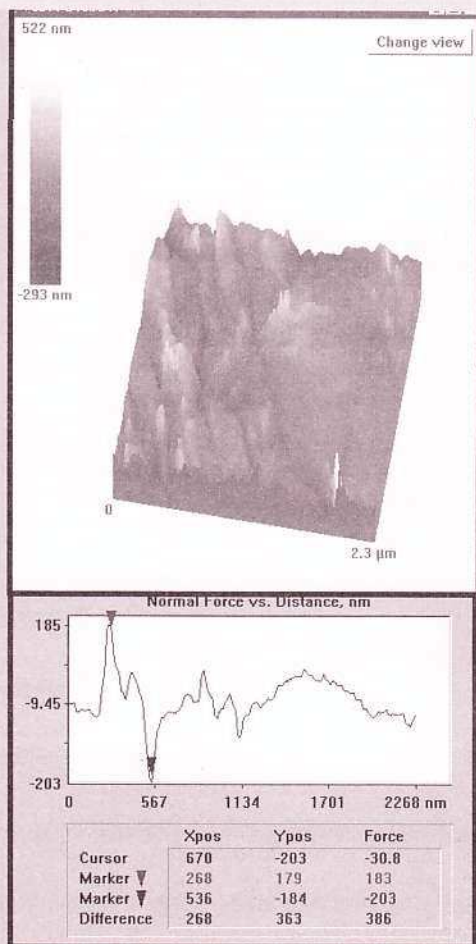 522 nm
Change view
-293 nm
0
2.3 µm
Normal Force vs. Distance, nm
185
-9.45
-203
0 567 1134 1701 2268 nm
Xpos Ypos Force
Cursor 670 -203 -30.8
Marker 268 179 183
Marker 536 -184 -203
Difference 268 363 386